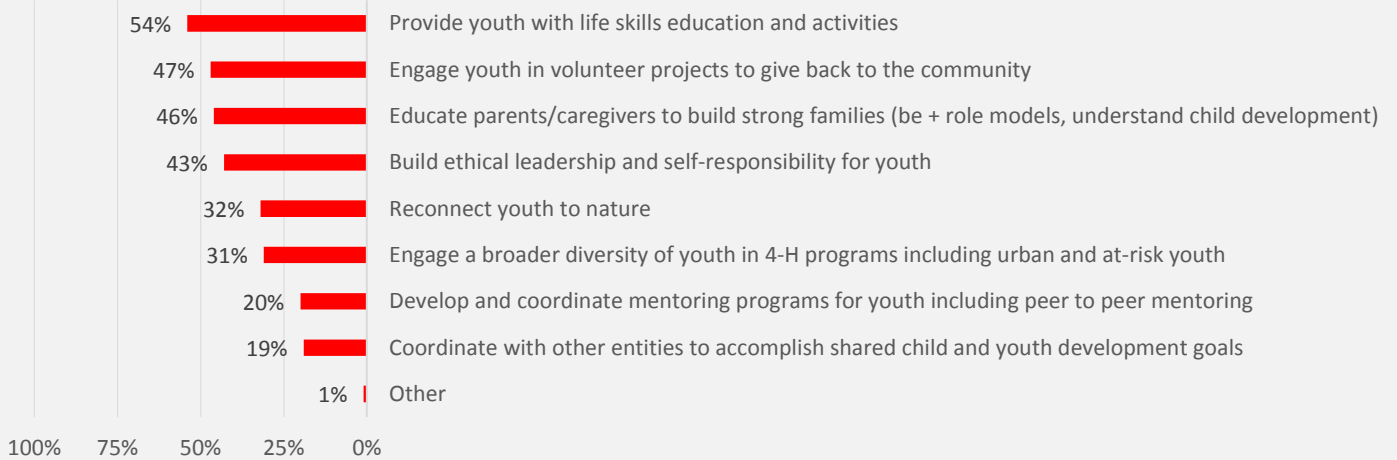 54% Provide youth with life skills education and activities
47% Engage youth in volunteer projects to give back to the community
46% Educate parents/caregivers to build strong families (be + role models, understand child development)
43% Build ethical leadership and self-responsibility for youth
32% Reconnect youth to nature
31% Engage a broader diversity of youth in 4-H programs including urban and at-risk youth
20% Develop and coordinate mentoring programs for youth including peer to peer mentoring
19% Coordinate with other entities to accomplish shared child and youth development goals
1% Other
100% 75% 50% 25% 0%